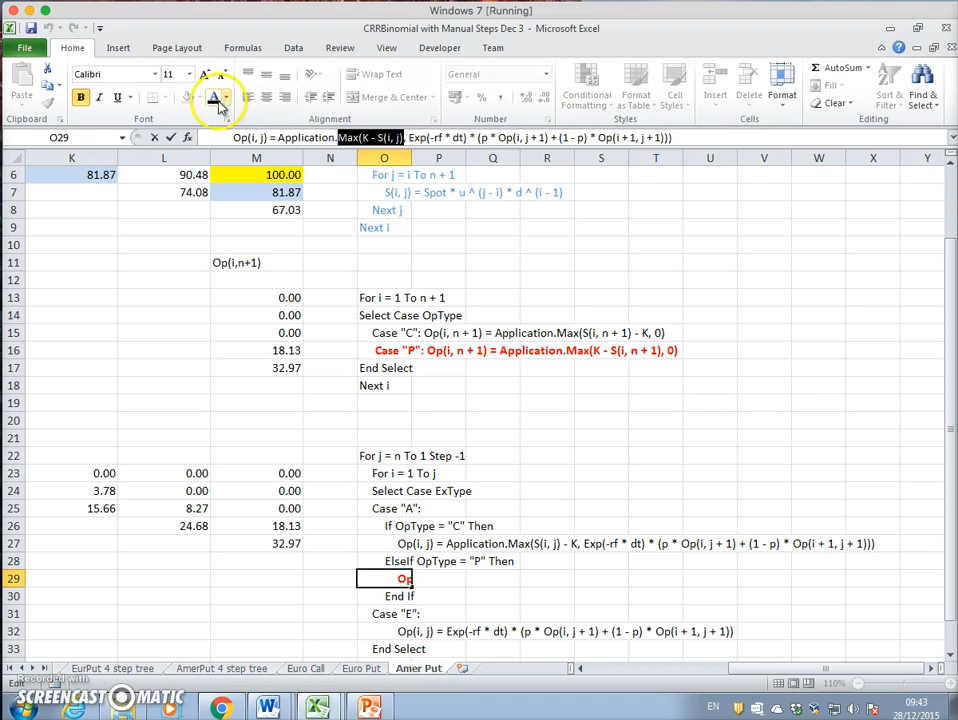 Windows 7 [Running]
CRRBinomial with Manual Steps Dec 3 - Microsoft Excel
File Home Insert Page Layout Formulas Data Review View Developer Team
Calibri 11 Wrap Text General AutoSum
Paste B I U A Merge & Center % , Conditional Formatting Format as Table Cell Styles Insert Delete Format Fill Clear Sort & Filter Find & Select
Clipboard Font Alignment Number Styles Cells Editing
O29 fx Op(i, j) = Application.Max(K - S(i, j), Exp(-rf * dt) * (p * Op(i, j + 1) + (1 - p) * Op(i + 1, j + 1)))
K L M N O P Q R S T U V W X Y
6 81.87 90.48 100.00 For j = i To n + 1
7 74.08 81.87 S(i, j) = Spot * u ^ (j - i) * d ^ (i - 1)
8 67.03 Next j
9 Next i
10
11 Op(i,n+1)
12
13 0.00 For i = 1 To n + 1
14 0.00 Select Case OpType
15 0.00 Case "C": Op(i, n + 1) = Application.Max(S(i, n + 1) - K, 0)
16 18.13 Case "P": Op(i, n + 1) = Application.Max(K - S(i, n + 1), 0)
17 32.97 End Select
18 Next i
19
20
21
22 For j = n To 1 Step -1
23 0.00 0.00 0.00 For i = 1 To j
24 3.78 0.00 0.00 Select Case ExType
25 15.66 8.27 0.00 Case "A":
26 24.68 18.13 If OpType = "C" Then
27 32.97 Op(i, j) = Application.Max(S(i, j) - K, Exp(-rf * dt) * (p * Op(i, j + 1) + (1 - p) * Op(i + 1, j + 1)))
28 ElseIf OpType = "P" Then
29 Op
30 End If
31 Case "E":
32 Op(i, j) = Exp(-rf * dt) * (p * Op(i, j + 1) + (1 - p) * Op(i + 1, j + 1))
33 End Select
EurPut 4 step tree AmerPut 4 step tree Euro Call Euro Put Amer Put
Edit 110%
Recorded with
SCREENCAST MATIC
EN 09:43
28/12/2015